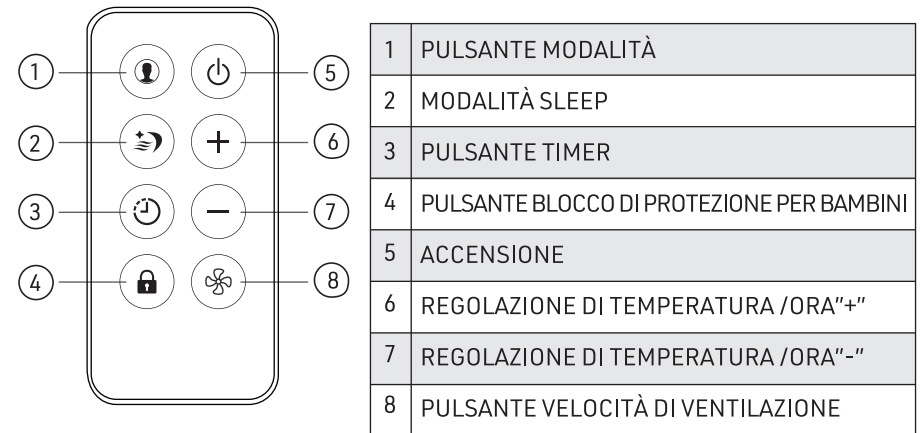 1
2
3
4
5
6
7
8
1 PULSANTE MODALITÀ
2 MODALITÀ SLEEP
3 PULSANTE TIMER
4 PULSANTE BLOCCO DI PROTEZIONE PER BAMBINI
5 ACCENSIONE
6 REGOLAZIONE DI TEMPERATURA /ORA"+"
7 REGOLAZIONE DI TEMPERATURA /ORA"-"
8 PULSANTE VELOCITÀ DI VENTILAZIONE